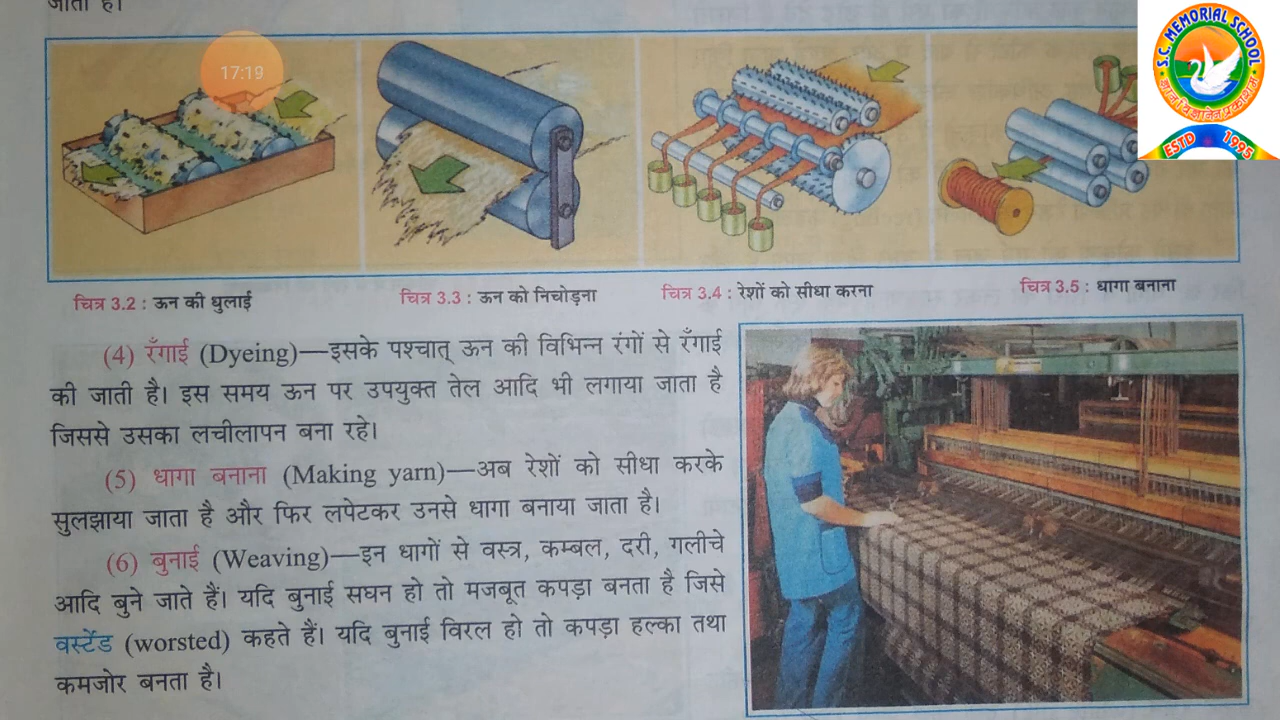 जाता है।
17:19
S.C. MEMORIAL SCHOOL
ESTD 1995
चित्र 3.2 : ऊन की धुलाई
चित्र 3.3 : ऊन को निचोड़ना
चित्र 3.4 : रेशों को सीधा करना
चित्र 3.5 : धागा बनाना
(4) रँगाई (Dyeing)—इसके पश्चात् ऊन की विभिन्न रंगों से रँगाई
की जाती है। इस समय ऊन पर उपयुक्त तेल आदि भी लगाया जाता है
जिससे उसका लचीलापन बना रहे।
(5) धागा बनाना (Making yarn)—अब रेशों को सीधा करके
सुलझाया जाता है और फिर लपेटकर उनसे धागा बनाया जाता है।
(6) बुनाई (Weaving)—इन धागों से वस्त्र, कम्बल, दरी, गलीचे
आदि बुने जाते हैं। यदि बुनाई सघन हो तो मजबूत कपड़ा बनता है जिसे
वर्स्टेड (worsted) कहते हैं। यदि बुनाई विरल हो तो कपड़ा हल्का तथा
कमजोर बनता है।